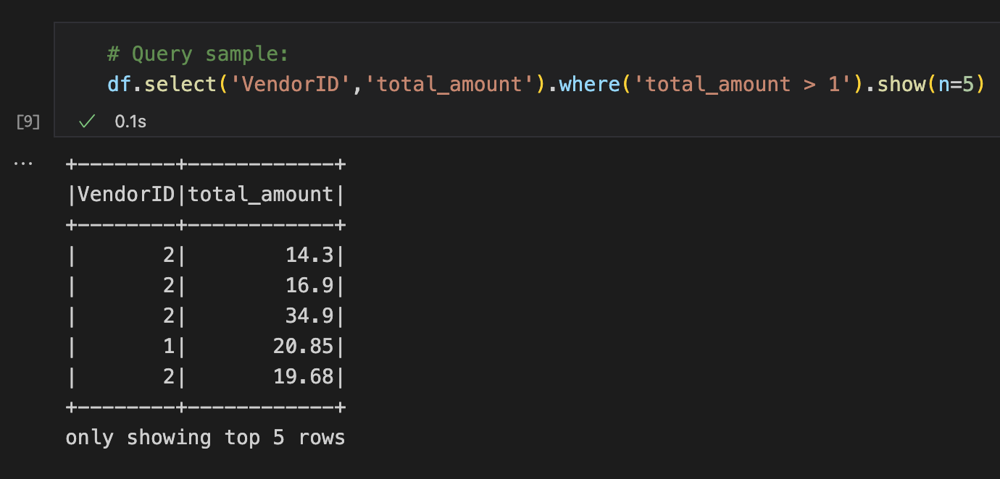 # Query sample:
df.select('VendorID','total_amount').where('total_amount > 1').show(n=5)
[9]
0.1s
...
+--------+------------+
|VendorID|total_amount|
+--------+------------+
|       2|        14.3|
|       2|        16.9|
|       2|        34.9|
|       1|       20.85|
|       2|       19.68|
+--------+------------+
only showing top 5 rows